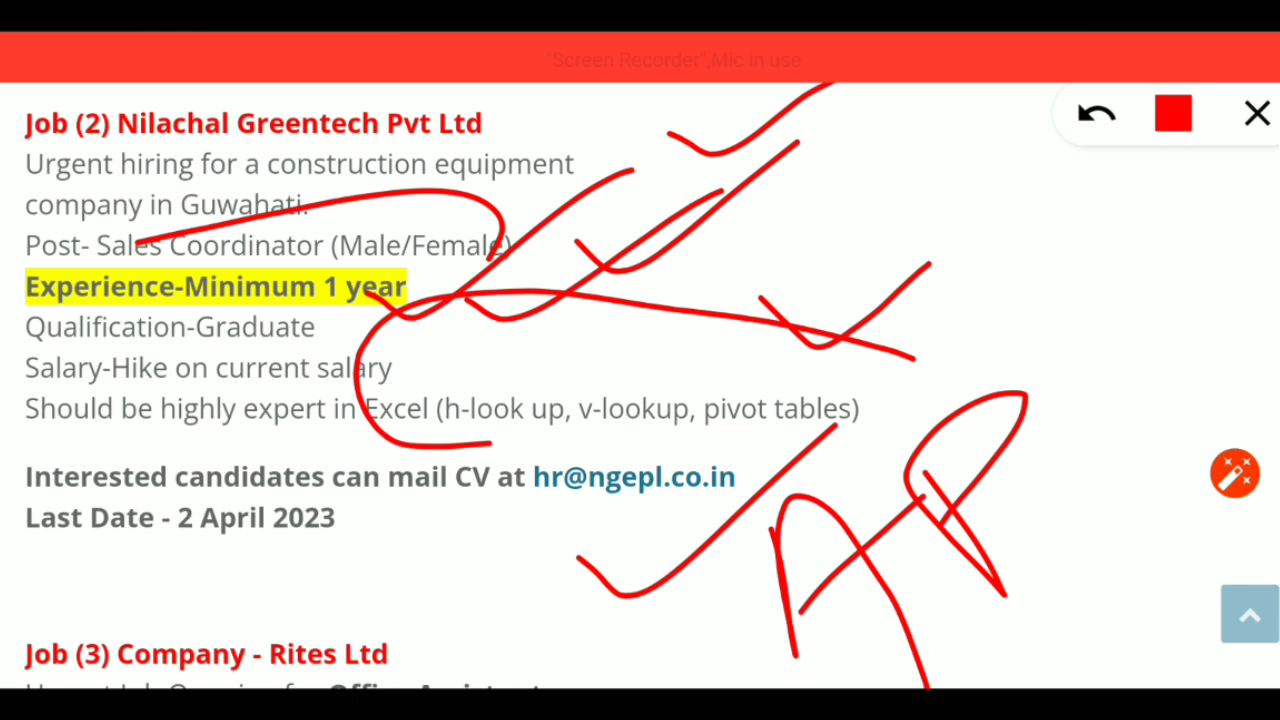 "Screen Recorder",Mic in use
Job (2) Nilachal Greentech Pvt Ltd
Urgent hiring for a construction equipment
company in Guwahati.
Post- Sales Coordinator (Male/Female)
Experience-Minimum 1 year
Qualification-Graduate
Salary-Hike on current salary
Should be highly expert in Excel (h-look up, v-lookup, pivot tables)
Interested candidates can mail CV at hr@ngepl.co.in
Last Date - 2 April 2023
Job (3) Company - Rites Ltd